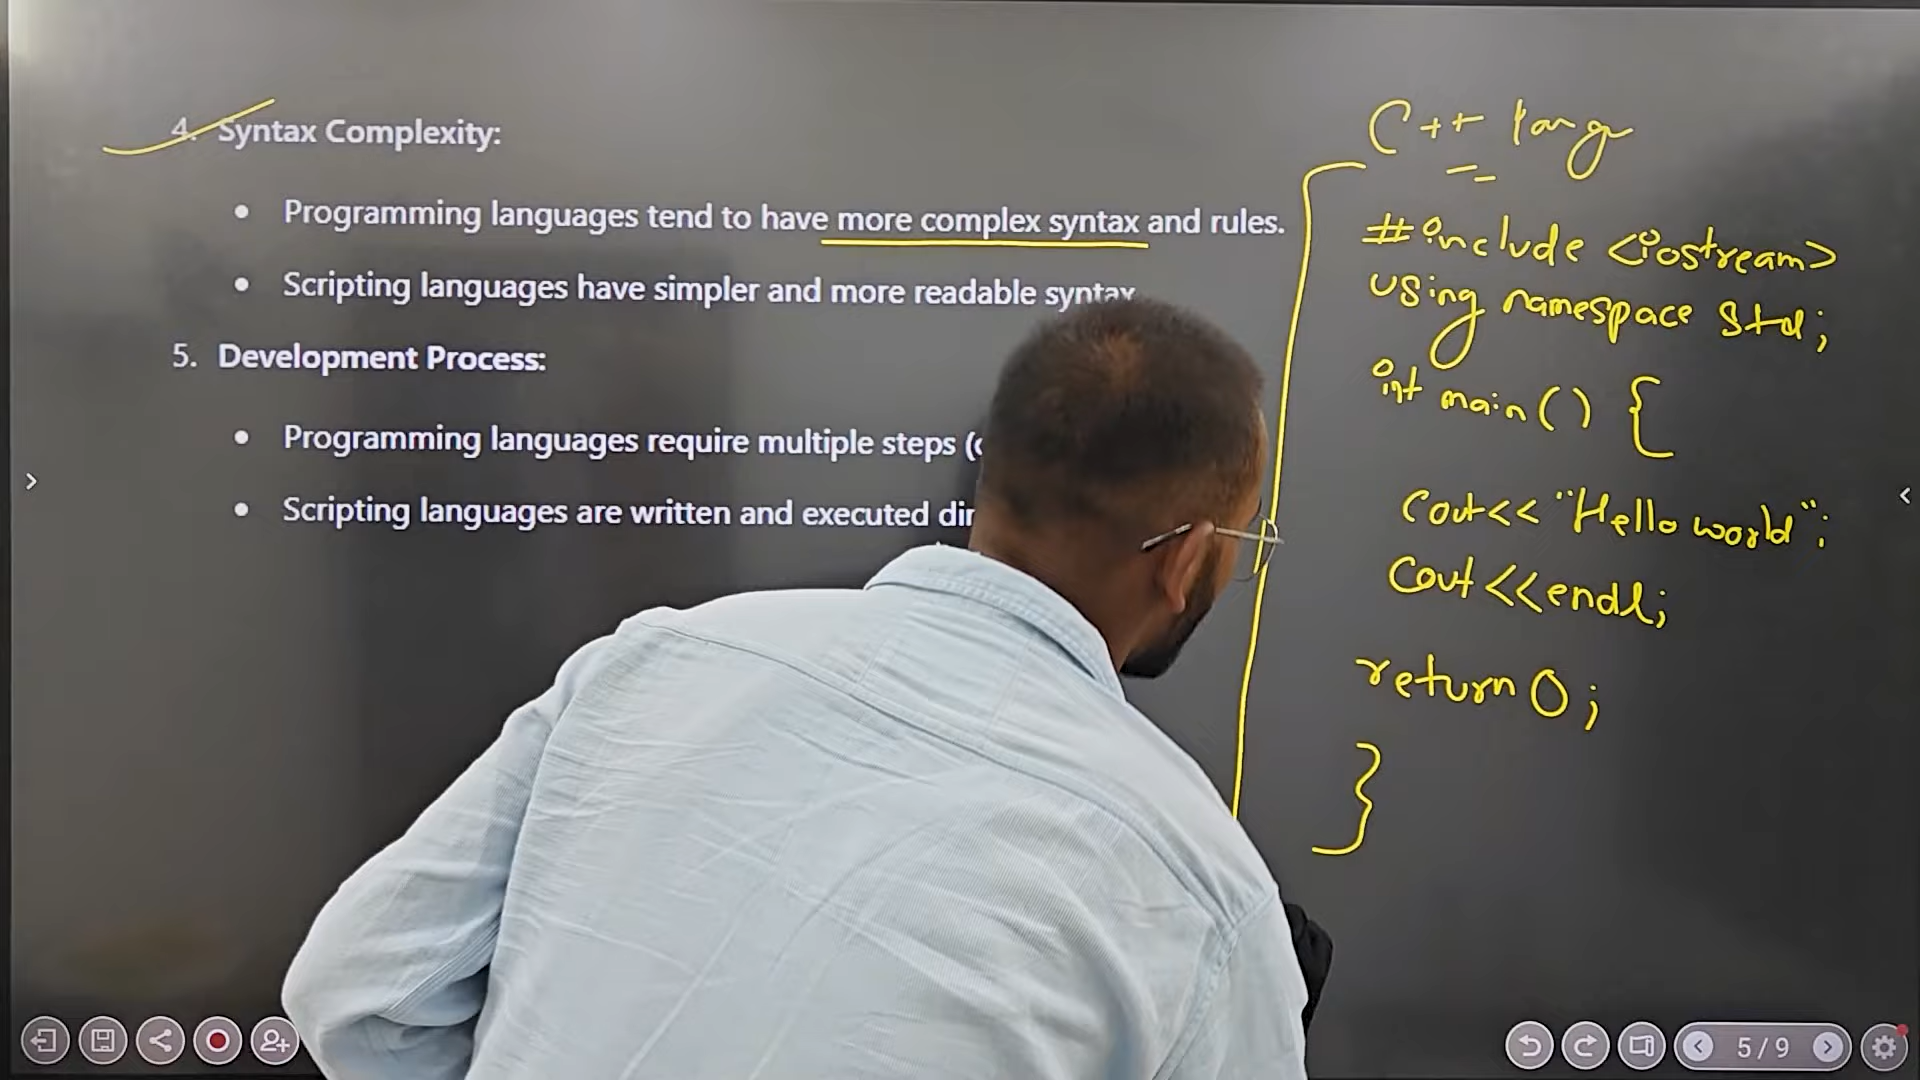 4. Syntax Complexity:
• Programming languages tend to have more complex syntax and rules.
• Scripting languages have simpler and more readable syntax
5. Development Process:
• Programming languages require multiple steps (
• Scripting languages are written and executed
C++ lang
#include <iostream>
using namespace std;
int main() {
cout<< "Hello world";
cout<<endl;
return 0;
}
5 / 9